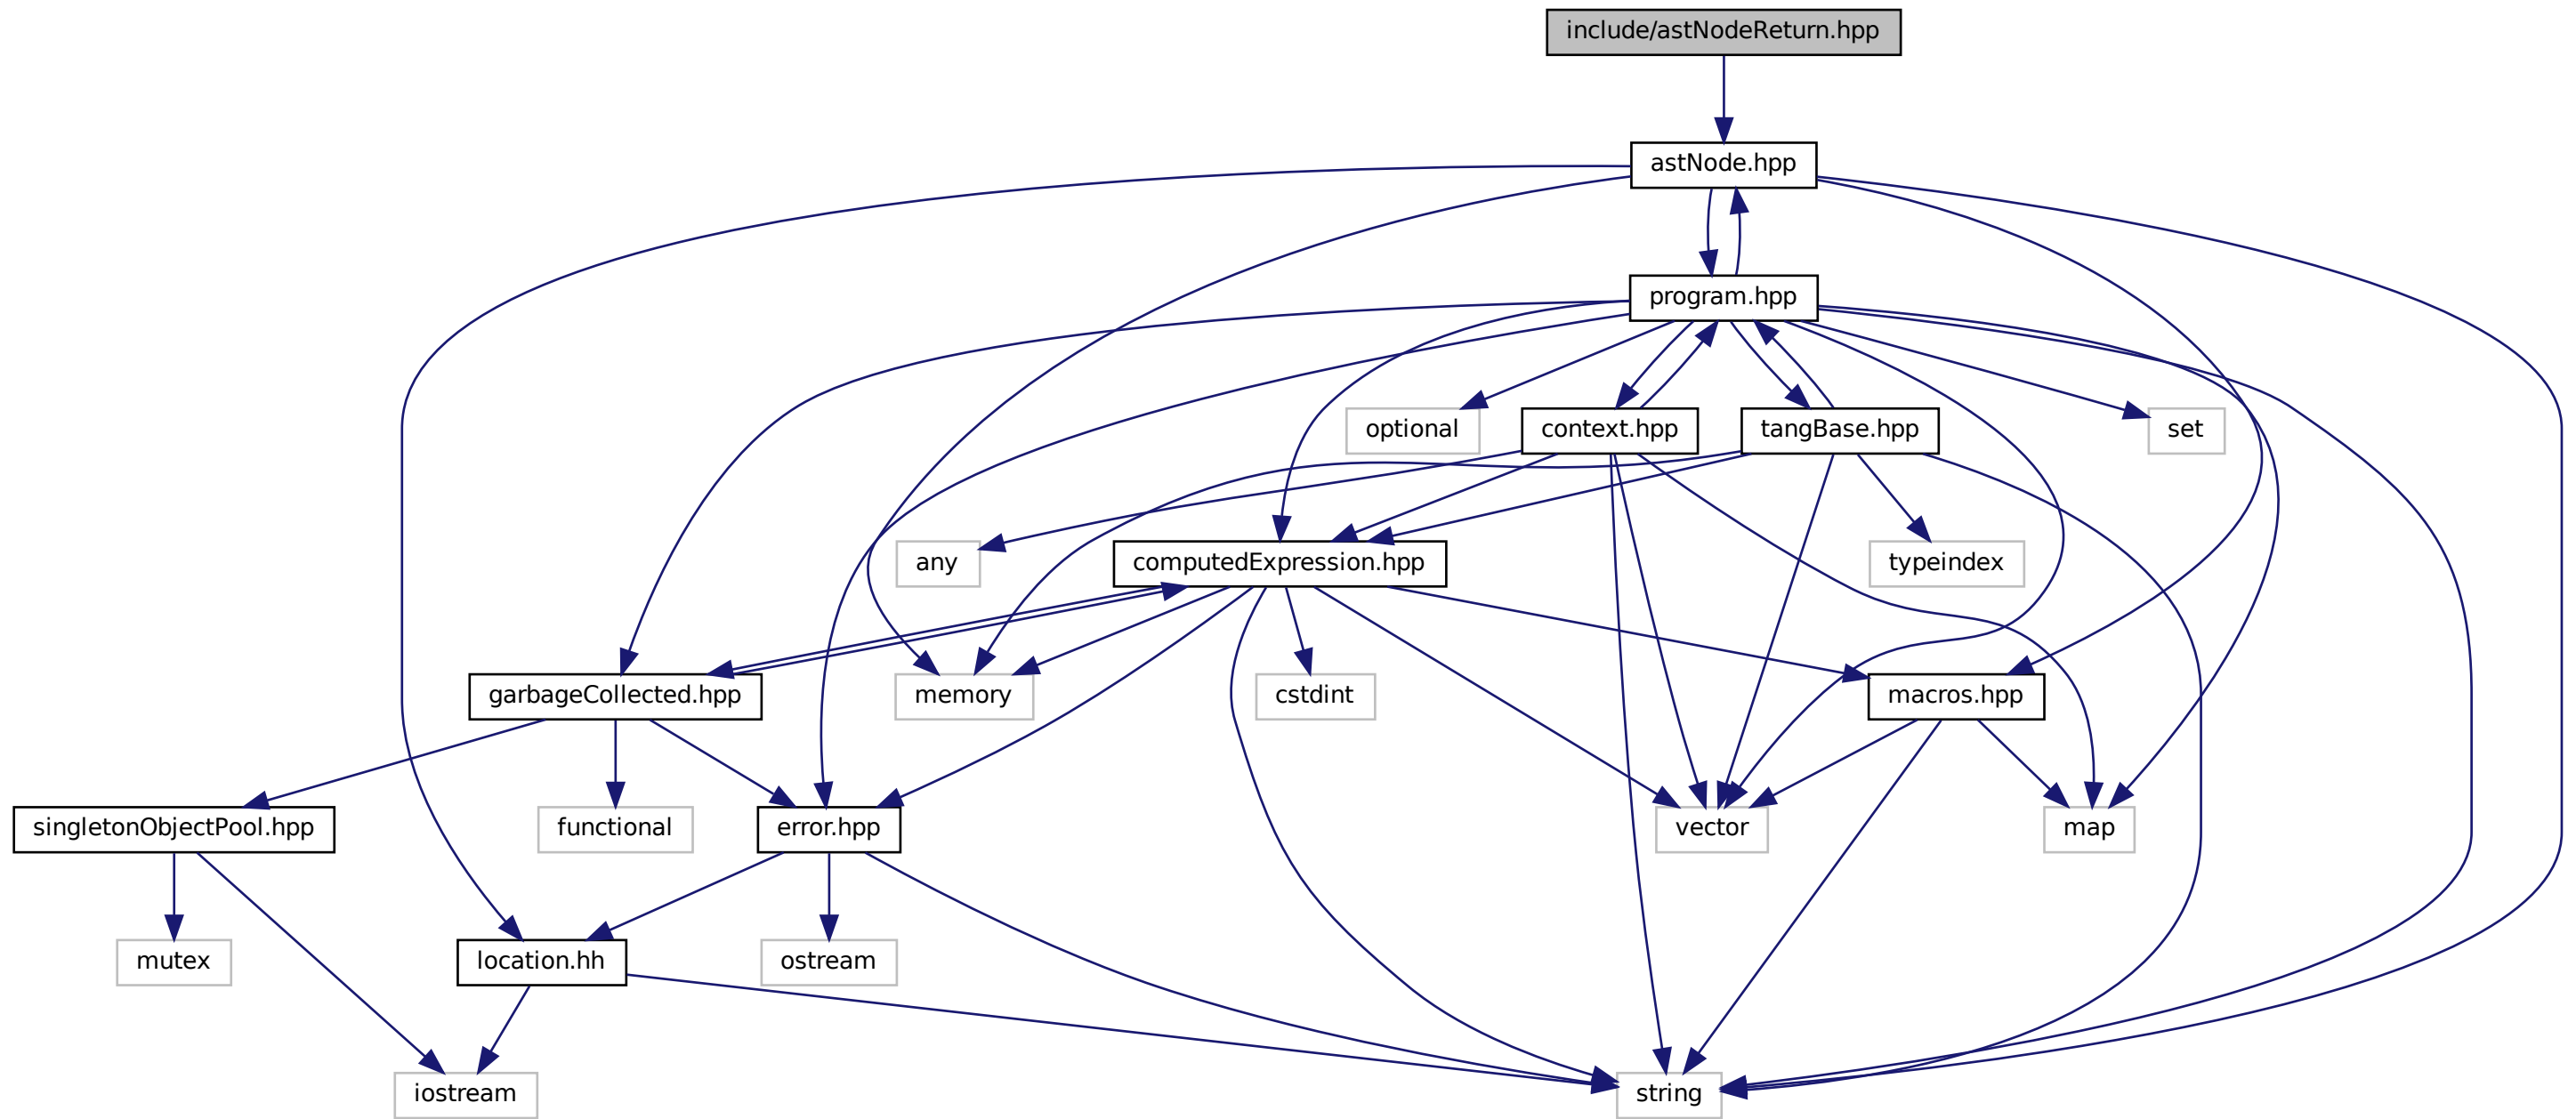 include/astNodeReturn.hpp
astNode.hpp
program.hpp
optional
context.hpp
tangBase.hpp
set
any
computedExpression.hpp
typeindex
garbageCollected.hpp
memory
cstdint
macros.hpp
singletonObjectPool.hpp
functional
error.hpp
vector
map
mutex
location.hh
ostream
iostream
string